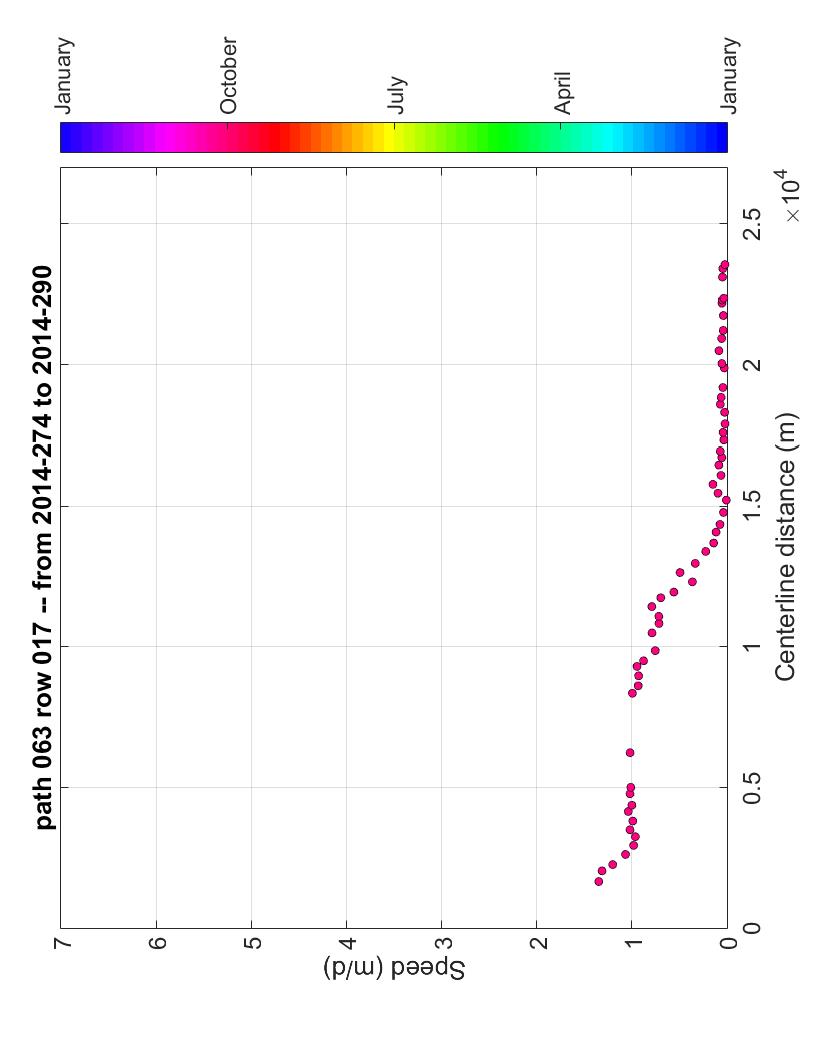 path 063 row 017 -- from 2014-274 to 2014-290
7
6
5
4
3
2
1
0
Speed (m/d)
0
0.5
1
1.5
2
2.5
×10⁴
Centerline distance (m)
January
October
July
April
January